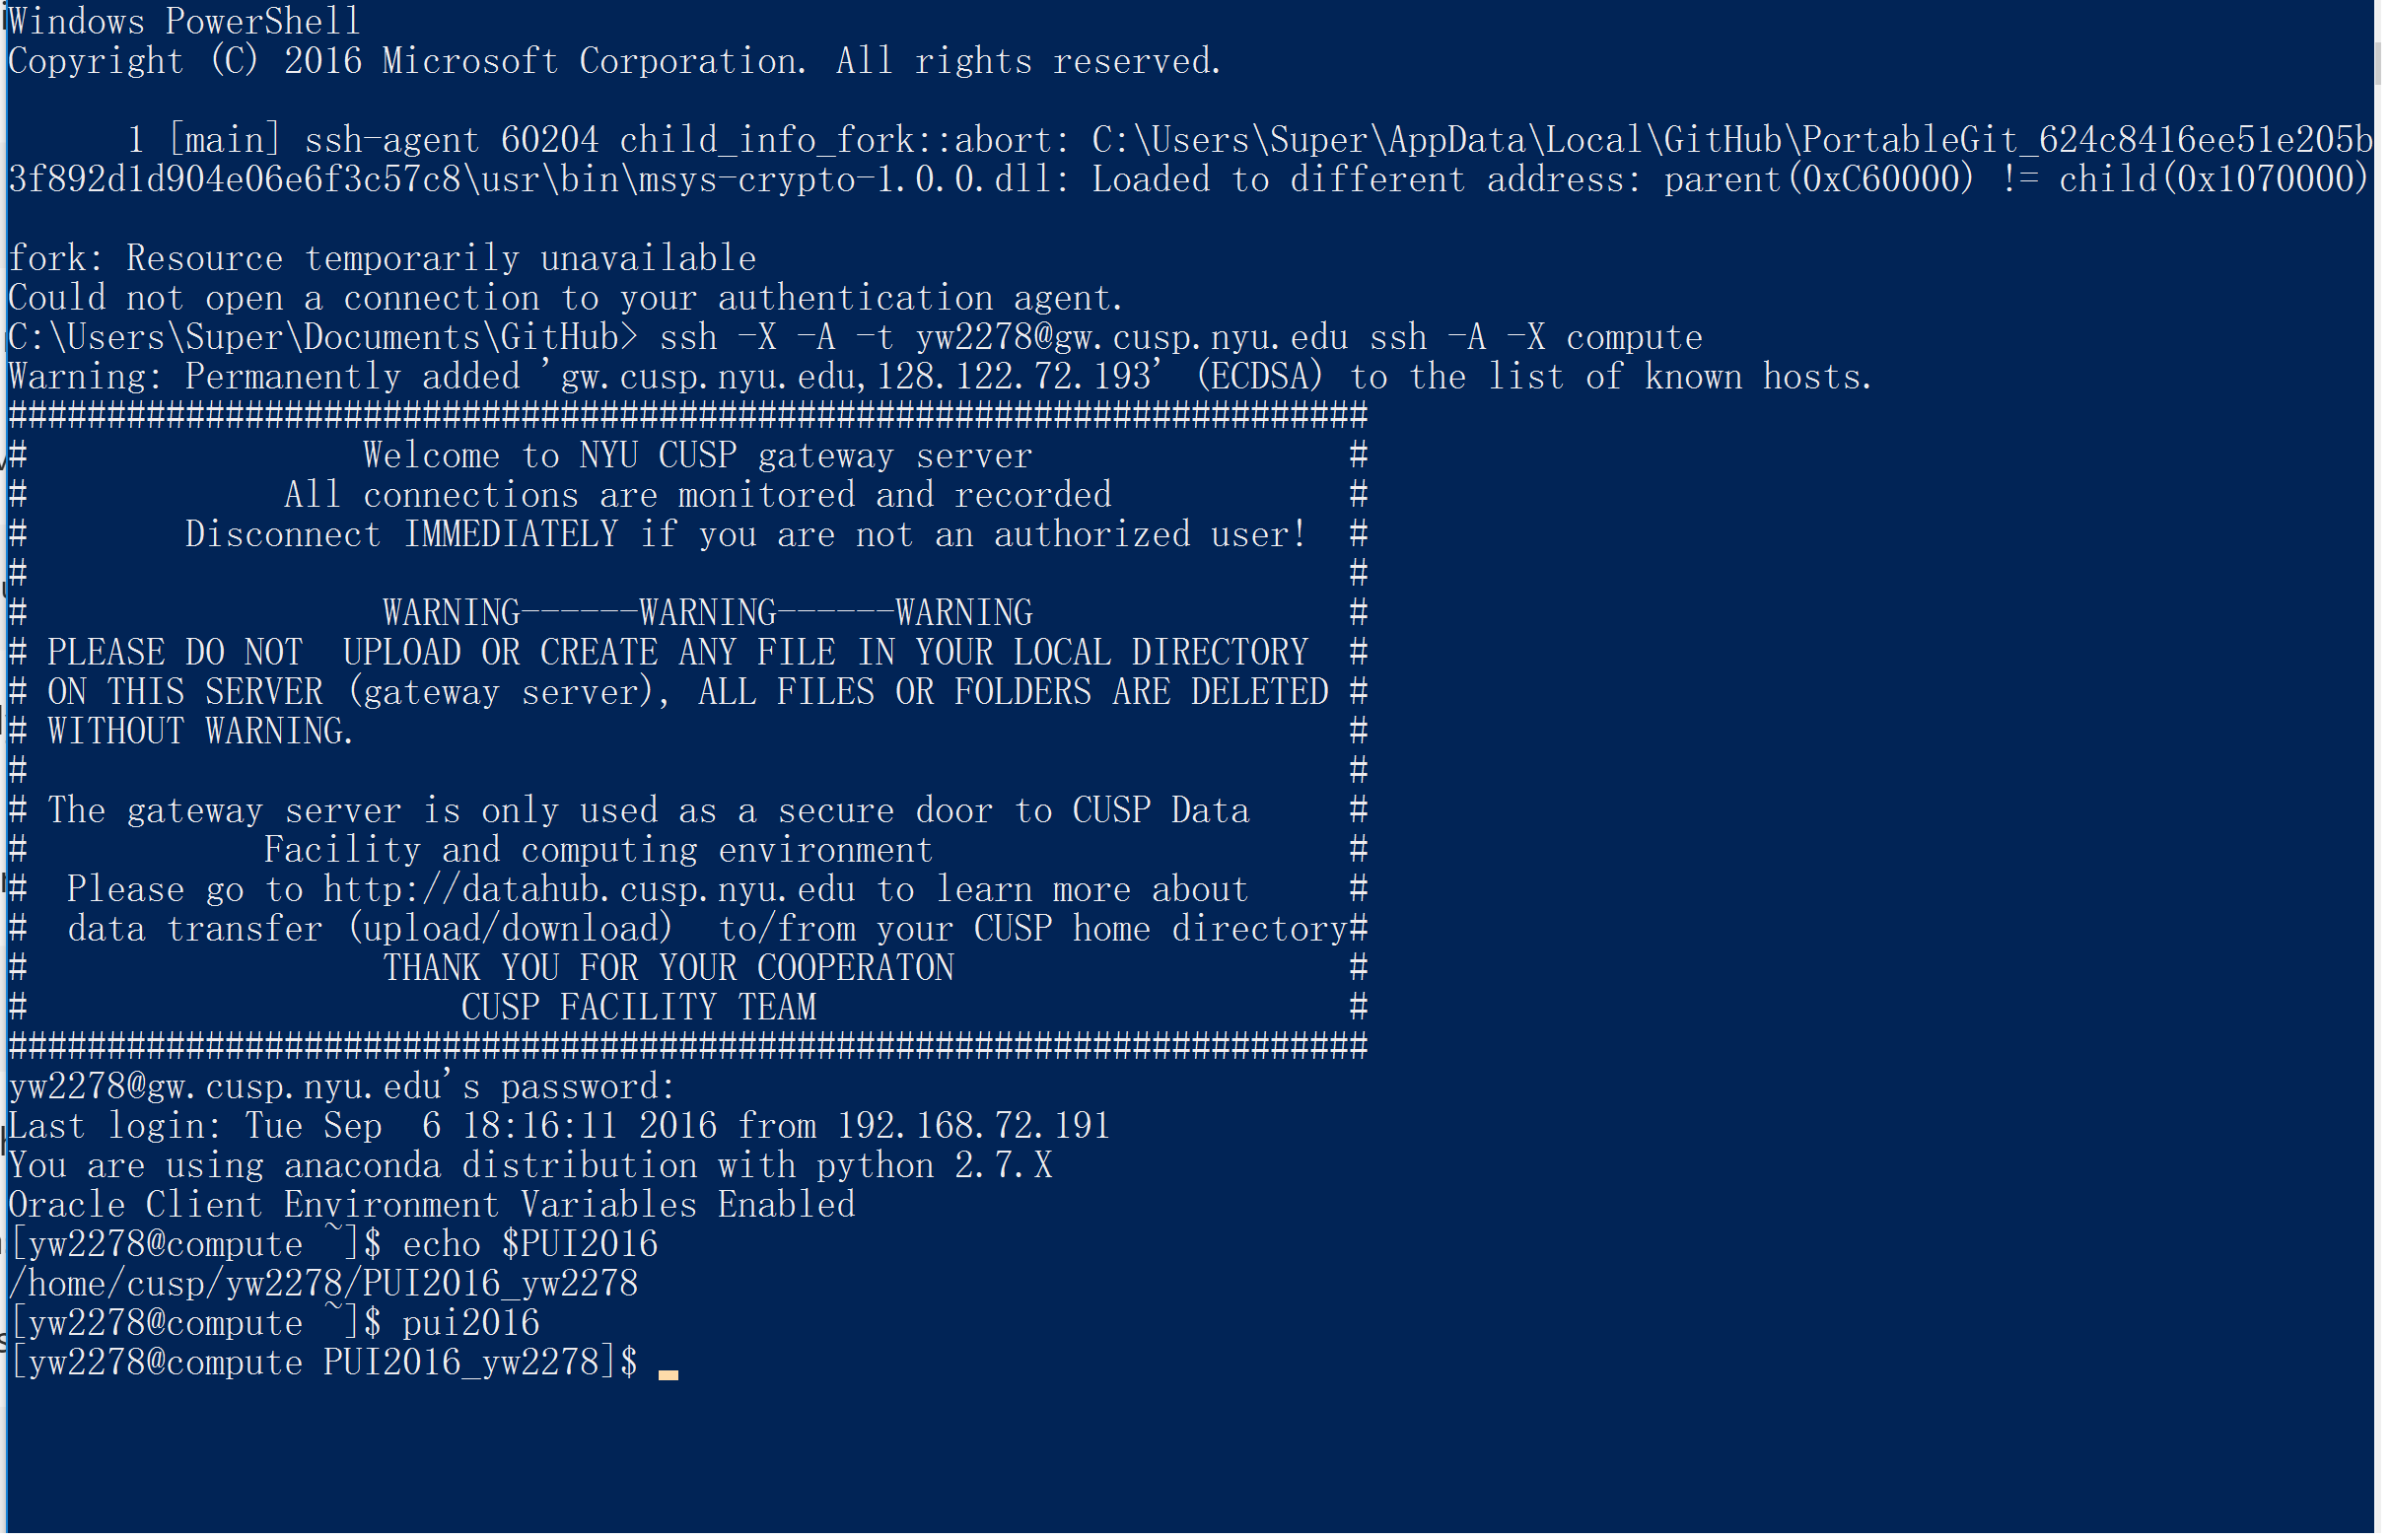 Windows PowerShell
Copyright (C) 2016 Microsoft Corporation. All rights reserved.
      1 [main] ssh-agent 60204 child_info_fork::abort: C:\Users\Super\AppData\Local\GitHub\PortableGit_624c8416ee51e205b
3f892d1d904e06e6f3c57c8\usr\bin\msys-crypto-1.0.0.dll: Loaded to different address: parent(0xC60000) != child(0x1070000)
fork: Resource temporarily unavailable
Could not open a connection to your authentication agent.
C:\Users\Super\Documents\GitHub> ssh -X -A -t yw2278@gw.cusp.nyu.edu ssh -A -X compute
Warning: Permanently added 'gw.cusp.nyu.edu,128.122.72.193' (ECDSA) to the list of known hosts.
#####################################################################
#                 Welcome to NYU CUSP gateway server                #
#             All connections are monitored and recorded            #
#        Disconnect IMMEDIATELY if you are not an authorized user!  #
#                                                                   #
#                  WARNING------WARNING------WARNING                #
# PLEASE DO NOT  UPLOAD OR CREATE ANY FILE IN YOUR LOCAL DIRECTORY  #
# ON THIS SERVER (gateway server), ALL FILES OR FOLDERS ARE DELETED #
# WITHOUT WARNING.                                                  #
#                                                                   #
# The gateway server is only used as a secure door to CUSP Data     #
#            Facility and computing environment                     #
#  Please go to http://datahub.cusp.nyu.edu to learn more about     #
#  data transfer (upload/download)  to/from your CUSP home directory#
#                  THANK YOU FOR YOUR COOPERATON                    #
#                      CUSP FACILITY TEAM                           #
#####################################################################
yw2278@gw.cusp.nyu.edu's password:
Last login: Tue Sep  6 18:16:11 2016 from 192.168.72.191
You are using anaconda distribution with python 2.7.X
Oracle Client Environment Variables Enabled
[yw2278@compute ~]$ echo $PUI2016
/home/cusp/yw2278/PUI2016_yw2278
[yw2278@compute ~]$ pui2016
[yw2278@compute PUI2016_yw2278]$